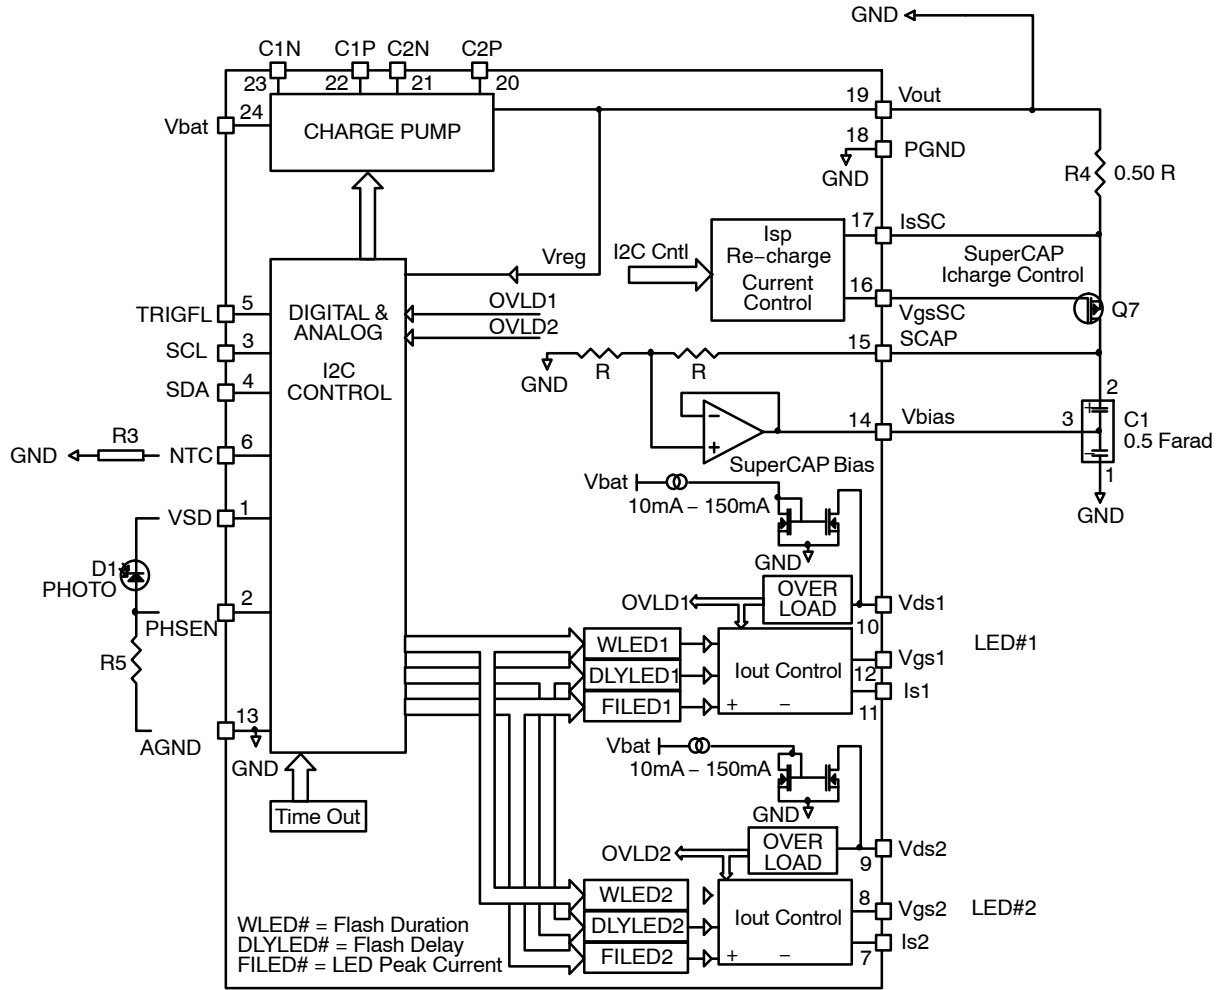 GND
C1N
C1P
C2N
C2P
23
22
21
20
24
Vbat
CHARGE PUMP
19
Vout
18
PGND
GND
R4
0.50 R
17
IsSC
Isp
Re–charge
Current
Control
I2C Cntl
Vreg
SuperCAP
Icharge Control
16
VgsSC
Q7
OVLD1
OVLD2
TRIGFL
5
DIGITAL &
ANALOG
I2C
CONTROL
SCL
3
SDA
4
15
SCAP
GND
R
R
2
14
Vbias
3
+
–
C1
0.5 Farad
1
GND
–
+
SuperCAP Bias
R3
GND
NTC
6
Vbat
10mA – 150mA
GND
VSD
1
D1
PHOTO
2
PHSEN
R5
OVER
LOAD
OVLD1
Vds1
10
LED#1
WLED1
DLYLED1
FILED1
Iout Control
+
–
Vgs1
12
Is1
11
13
AGND
GND
Time Out
Vbat
10mA – 150mA
GND
OVER
LOAD
OVLD2
Vds2
9
WLED2
DLYLED2
FILED2
Iout Control
+
–
8
Vgs2
LED#2
Is2
7
WLED# = Flash Duration
DLYLED# = Flash Delay
FILED# = LED Peak Current